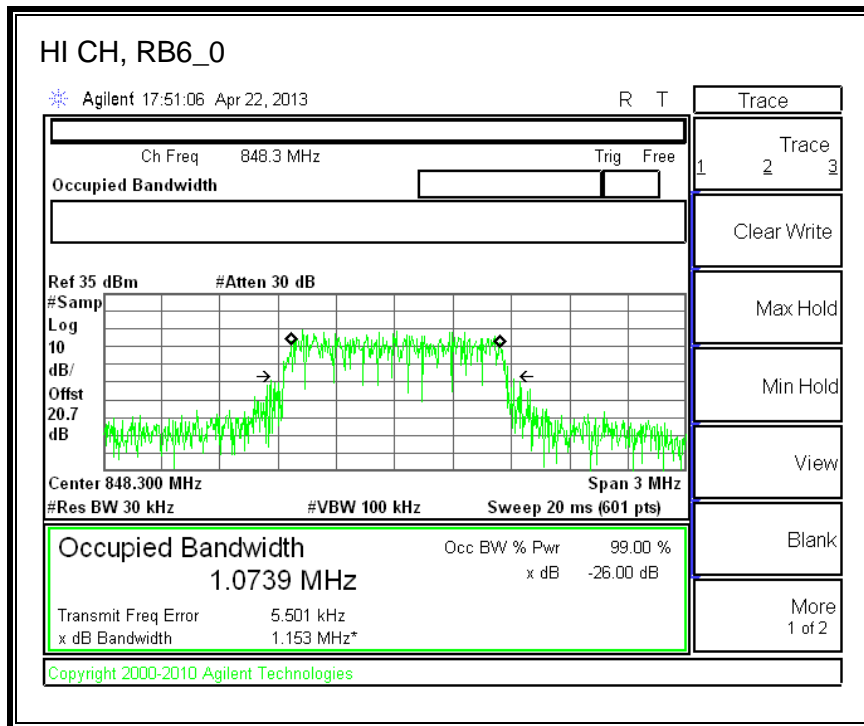 HI CH, RB6_0
Agilent 17:51:06 Apr 22, 2013 R T
Trace
Ch Freq 848.3 MHz Trig Free
Occupied Bandwidth
Trace
1 2 3
Clear Write
Max Hold
Min Hold
View
Blank
More
1 of 2
Ref 35 dBm #Atten 30 dB
#Samp
Log
10
dB/
Offst
20.7
dB
Center 848.300 MHz Span 3 MHz
#Res BW 30 kHz #VBW 100 kHz Sweep 20 ms (601 pts)
Occupied Bandwidth Occ BW % Pwr 99.00 %
1.0739 MHz x dB -26.00 dB
Transmit Freq Error 5.501 kHz
x dB Bandwidth 1.153 MHz*
Copyright 2000-2010 Agilent Technologies